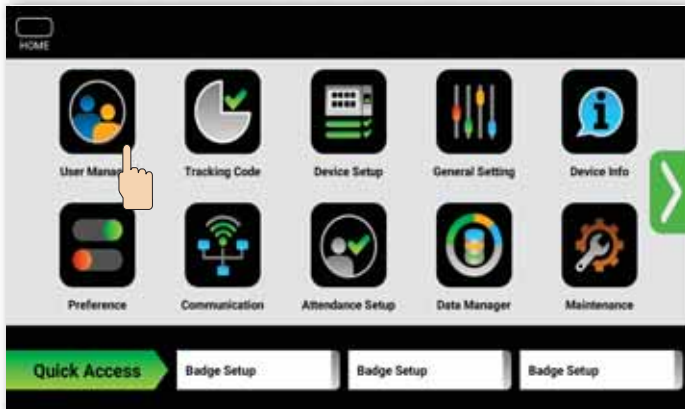 HOME
User Manag
Tracking Code
Device Setup
General Setting
Device Info
Preference
Communication
Attendance Setup
Data Manager
Maintenance
Quick Access
Badge Setup
Badge Setup
Badge Setup